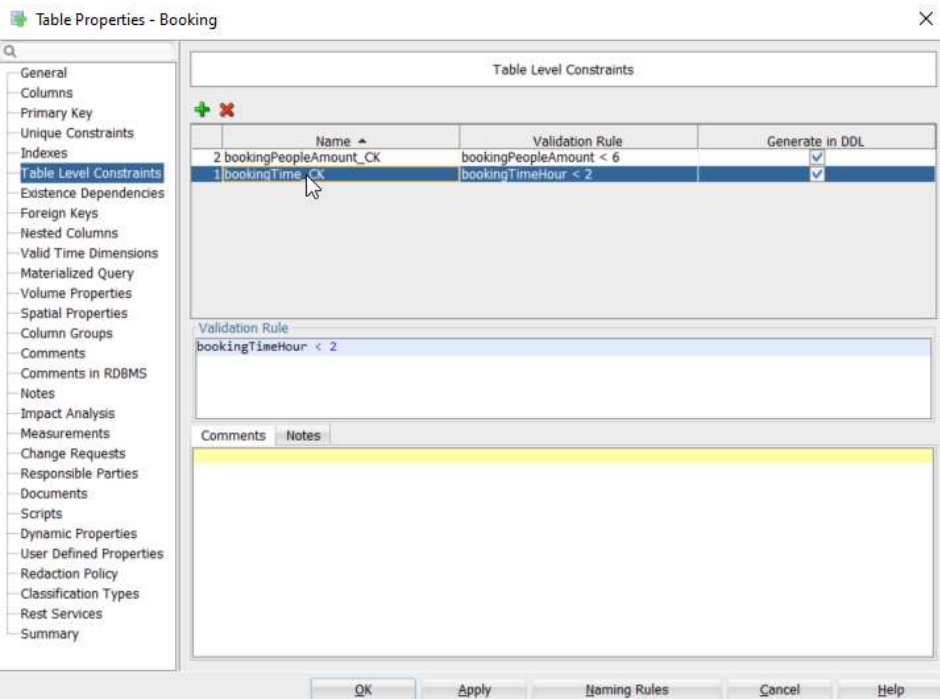 Table Properties - Booking
General
Columns
Primary Key
Unique Constraints
Indexes
Table Level Constraints
Existence Dependencies
Foreign Keys
Nested Columns
Valid Time Dimensions
Materialized Query
Volume Properties
Spatial Properties
Column Groups
Comments
Comments in RDBMS
Notes
Impact Analysis
Measurements
Change Requests
Responsible Parties
Documents
Scripts
Dynamic Properties
User Defined Properties
Redaction Policy
Classification Types
Rest Services
Summary
Table Level Constraints
Name Validation Rule Generate in DDL
2 bookingPeopleAmount_CK bookingPeopleAmount < 6
1 bookingTime_CK bookingTimeHour < 2
Validation Rule
bookingTimeHour < 2
Comments Notes
OK Apply Naming Rules Cancel Help